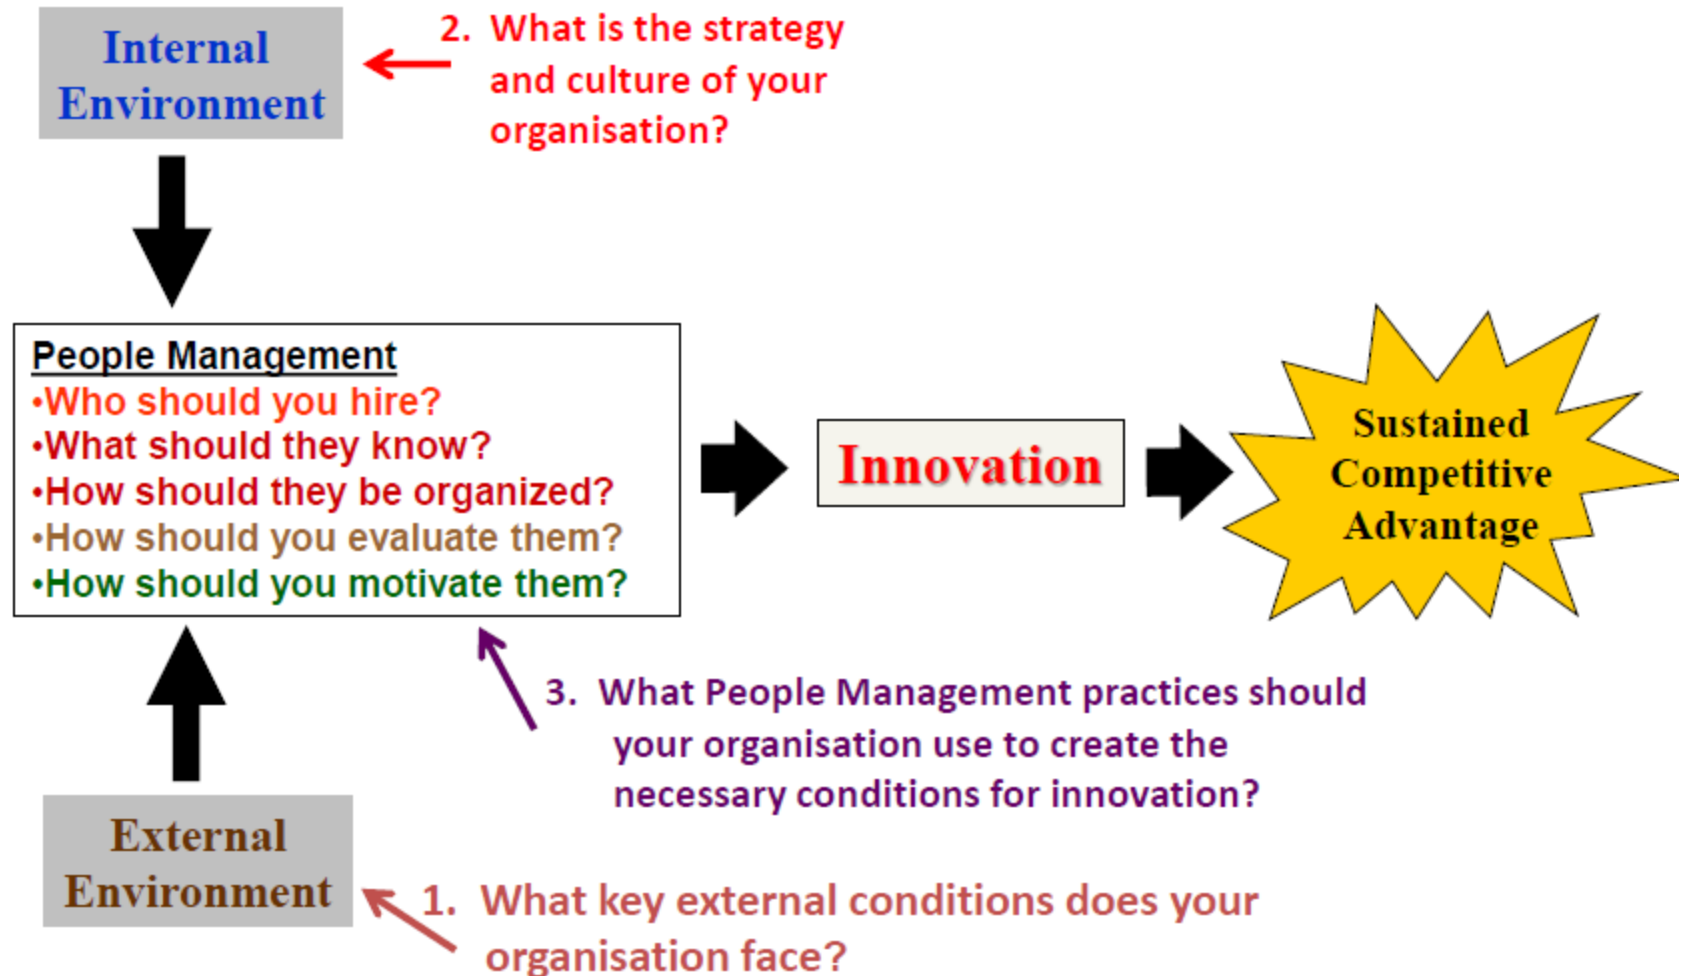 Internal
Environment
2. What is the strategy
and culture of your
organisation?
People Management
•Who should you hire?
•What should they know?
•How should they be organized?
•How should you evaluate them?
•How should you motivate them?
Innovation
Sustained
Competitive
Advantage
3. What People Management practices should
your organisation use to create the
necessary conditions for innovation?
External
Environment
1. What key external conditions does your
organisation face?